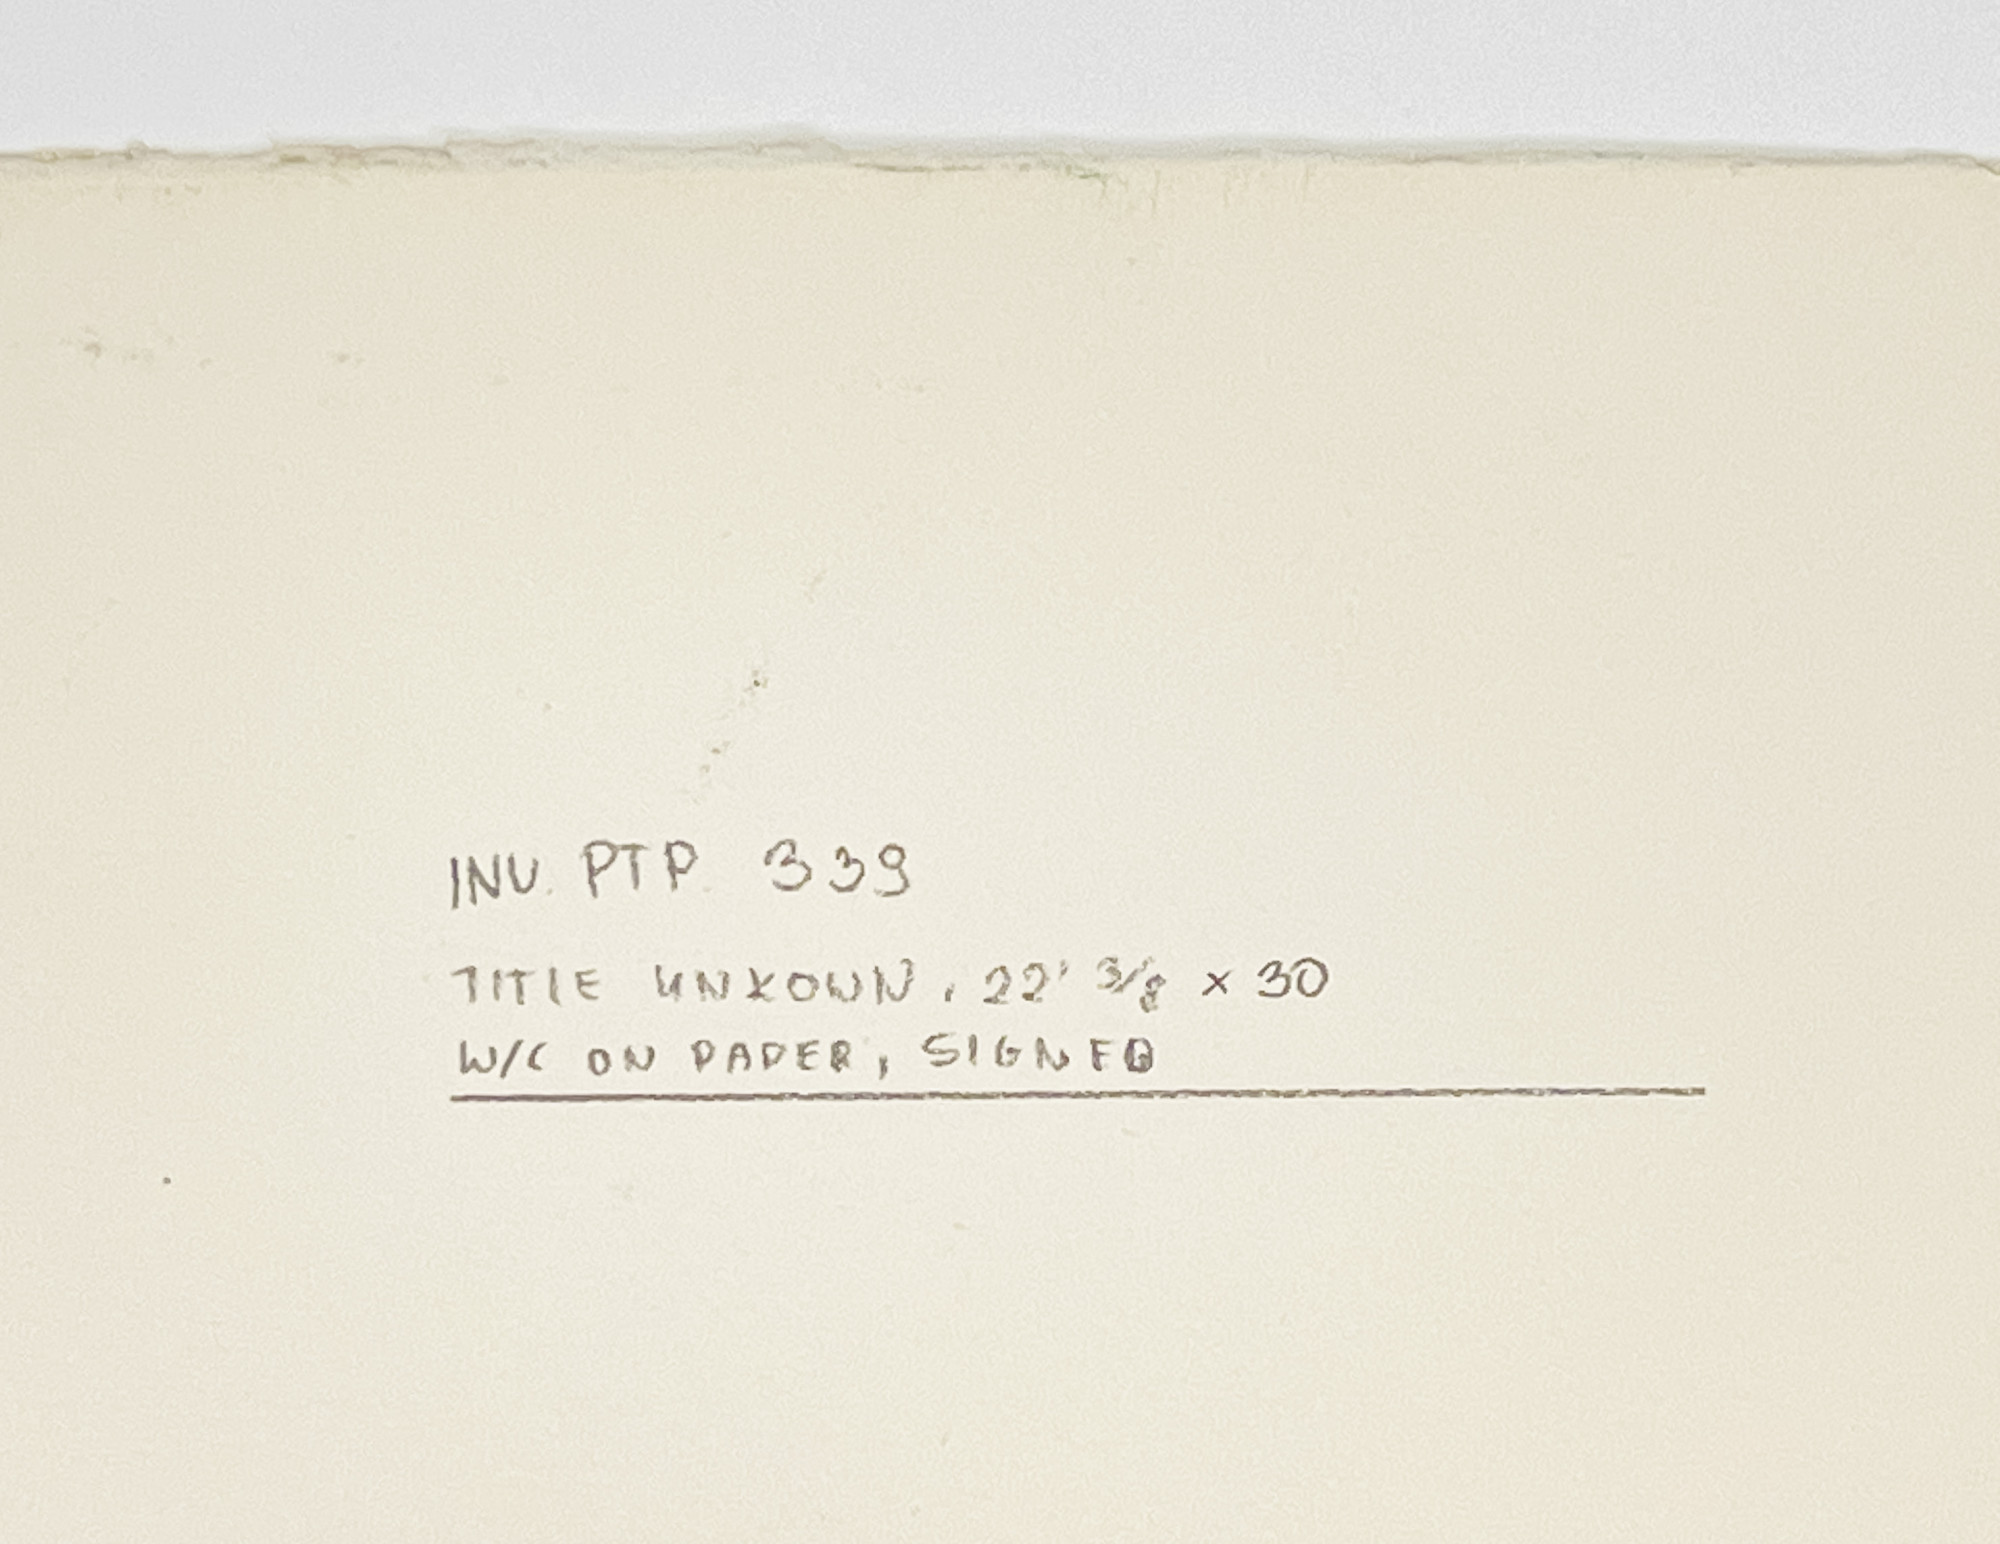 INV. PTP. 339
TITLE UNKOWN, 22' 3/8 x 30
W/C ON PAPER, SIGNED